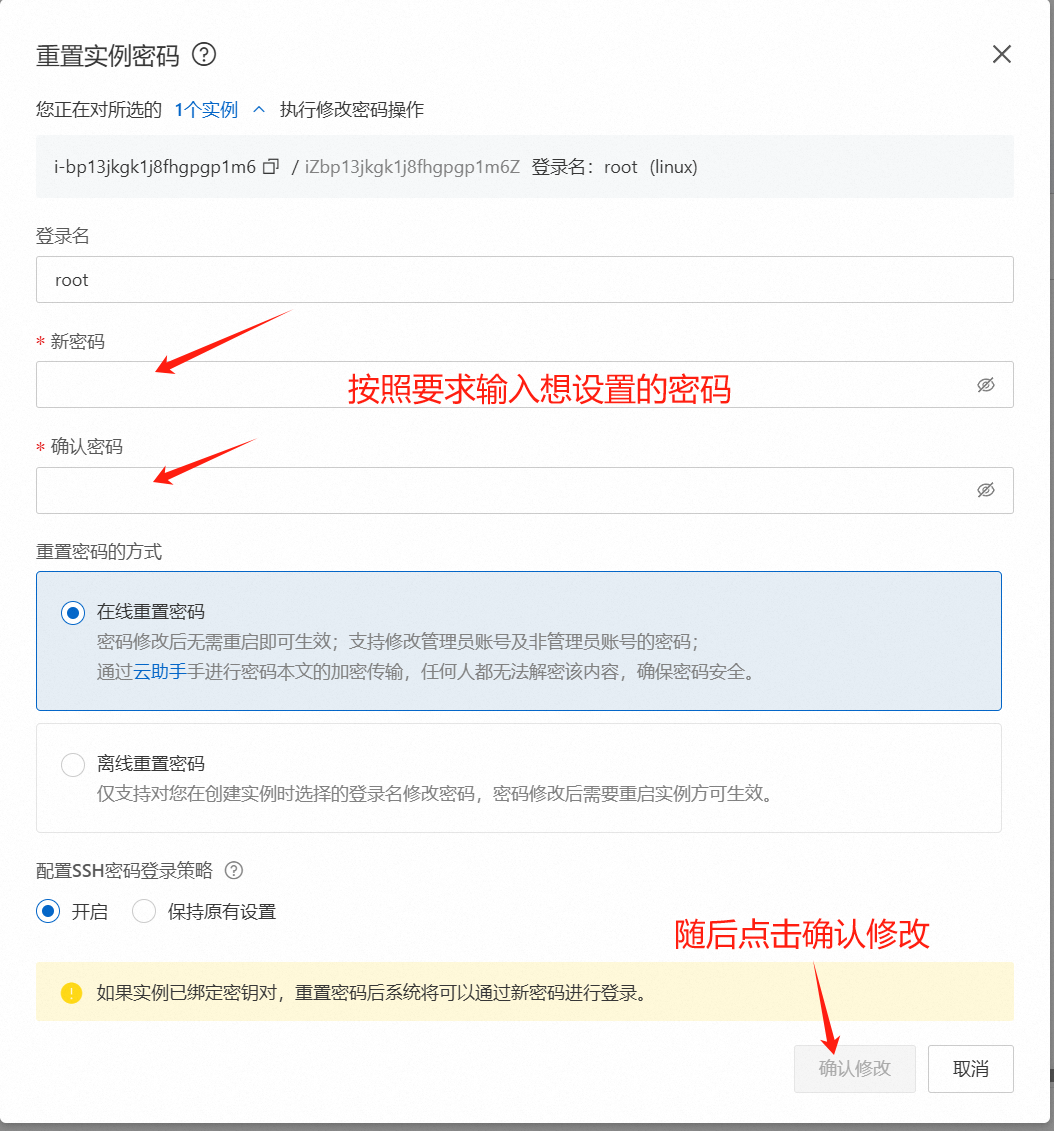 重置实例密码 ?
您正在对所选的 1个实例 执行修改密码操作
i-bp13jkgk1j8fhgpgp1m6 / iZbp13jkgk1j8fhgpgp1m6Z 登录名：root (linux)
登录名
root
* 新密码
按照要求输入想设置的密码
* 确认密码
重置密码的方式
在线重置密码
密码修改后无需重启即可生效；支持修改管理员账号及非管理员账号的密码；
通过云助手手进行密码本文的加密传输，任何人都无法解密该内容，确保密码安全。
离线重置密码
仅支持对您在创建实例时选择的登录名修改密码，密码修改后需要重启实例方可生效。
配置SSH密码登录策略 ?
开启 保持原有设置
随后点击确认修改
! 如果实例已绑定密钥对，重置密码后系统将可以通过新密码进行登录。
确认修改 取消